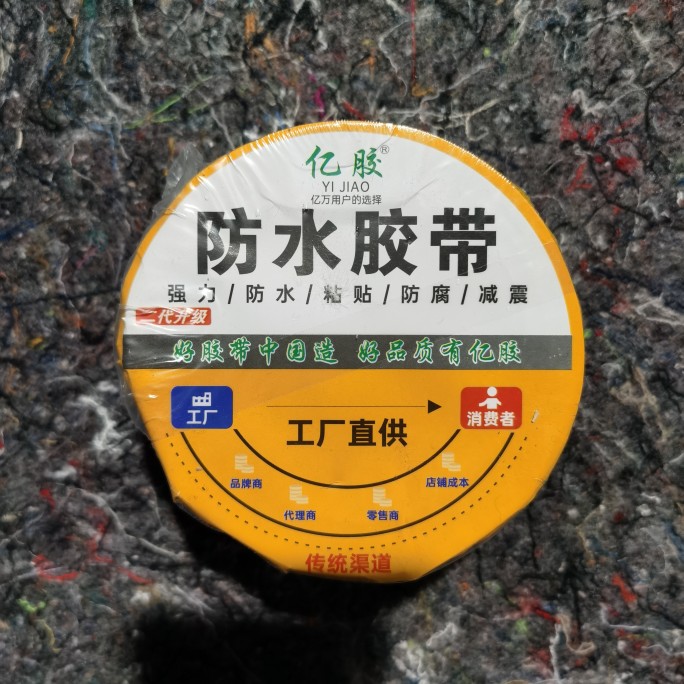 亿胶®
YI JIAO
亿万用户的选择
防水胶带
强力/防水/粘贴/防腐/减震
二代升级
好胶带中国造 好品质有亿胶
工厂
消费者
工厂直供
品牌商
店铺成本
代理商
零售商
传统渠道